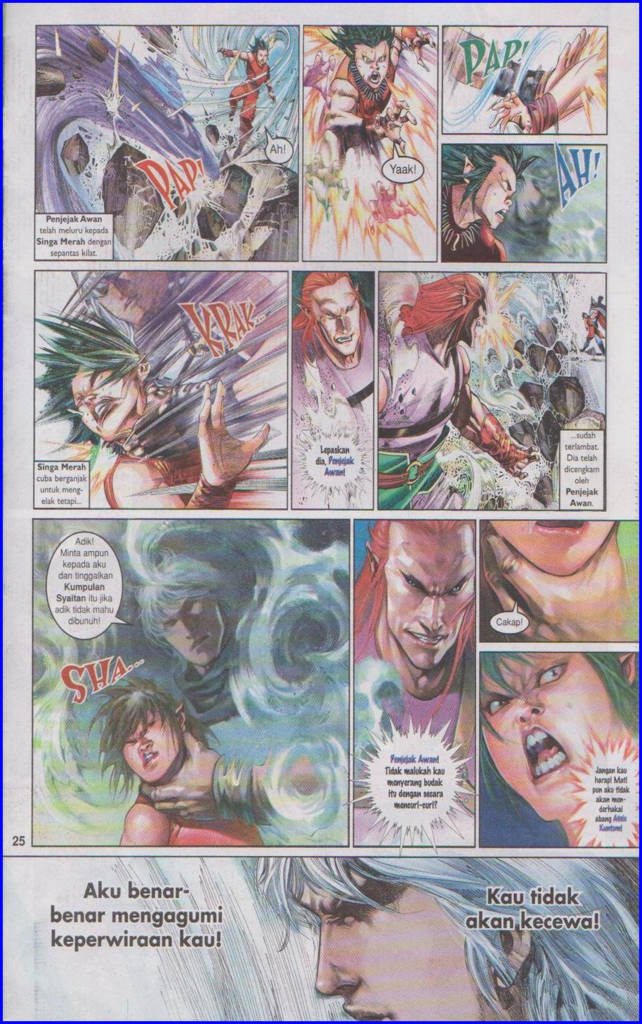 PAP!
Ah!
PAP!
Penjejak Awan
telah meluru kepada
Singa Merah dengan
sepantas kilat.
Yaak!
AH!
KRAK...
Singa Merah
cuba berganjak
untuk meng-
elak tetapi...
Lepaskan
dia, Penjejak
Awan!
...sudah
terlambat.
Dia telah
dicengkam
oleh
Penjejak
Awan.
Adik!
Minta ampun
kepada aku
dan tinggalkan
Kumpulan
Syaitan itu jika
adik tidak mahu
dibunuh!
SHA...
Penjejak Awan!
Tidak malukah kau
menyerang budak
itu dengan secara
mencuri-curi?
Cakap!
Jangan kau
harap! Mati
pun aku tidak
akan men-
derhakai
abang
25
Aku benar-
benar mengagumi
keperwiraan kau!
Kau tidak
akan kecewa!